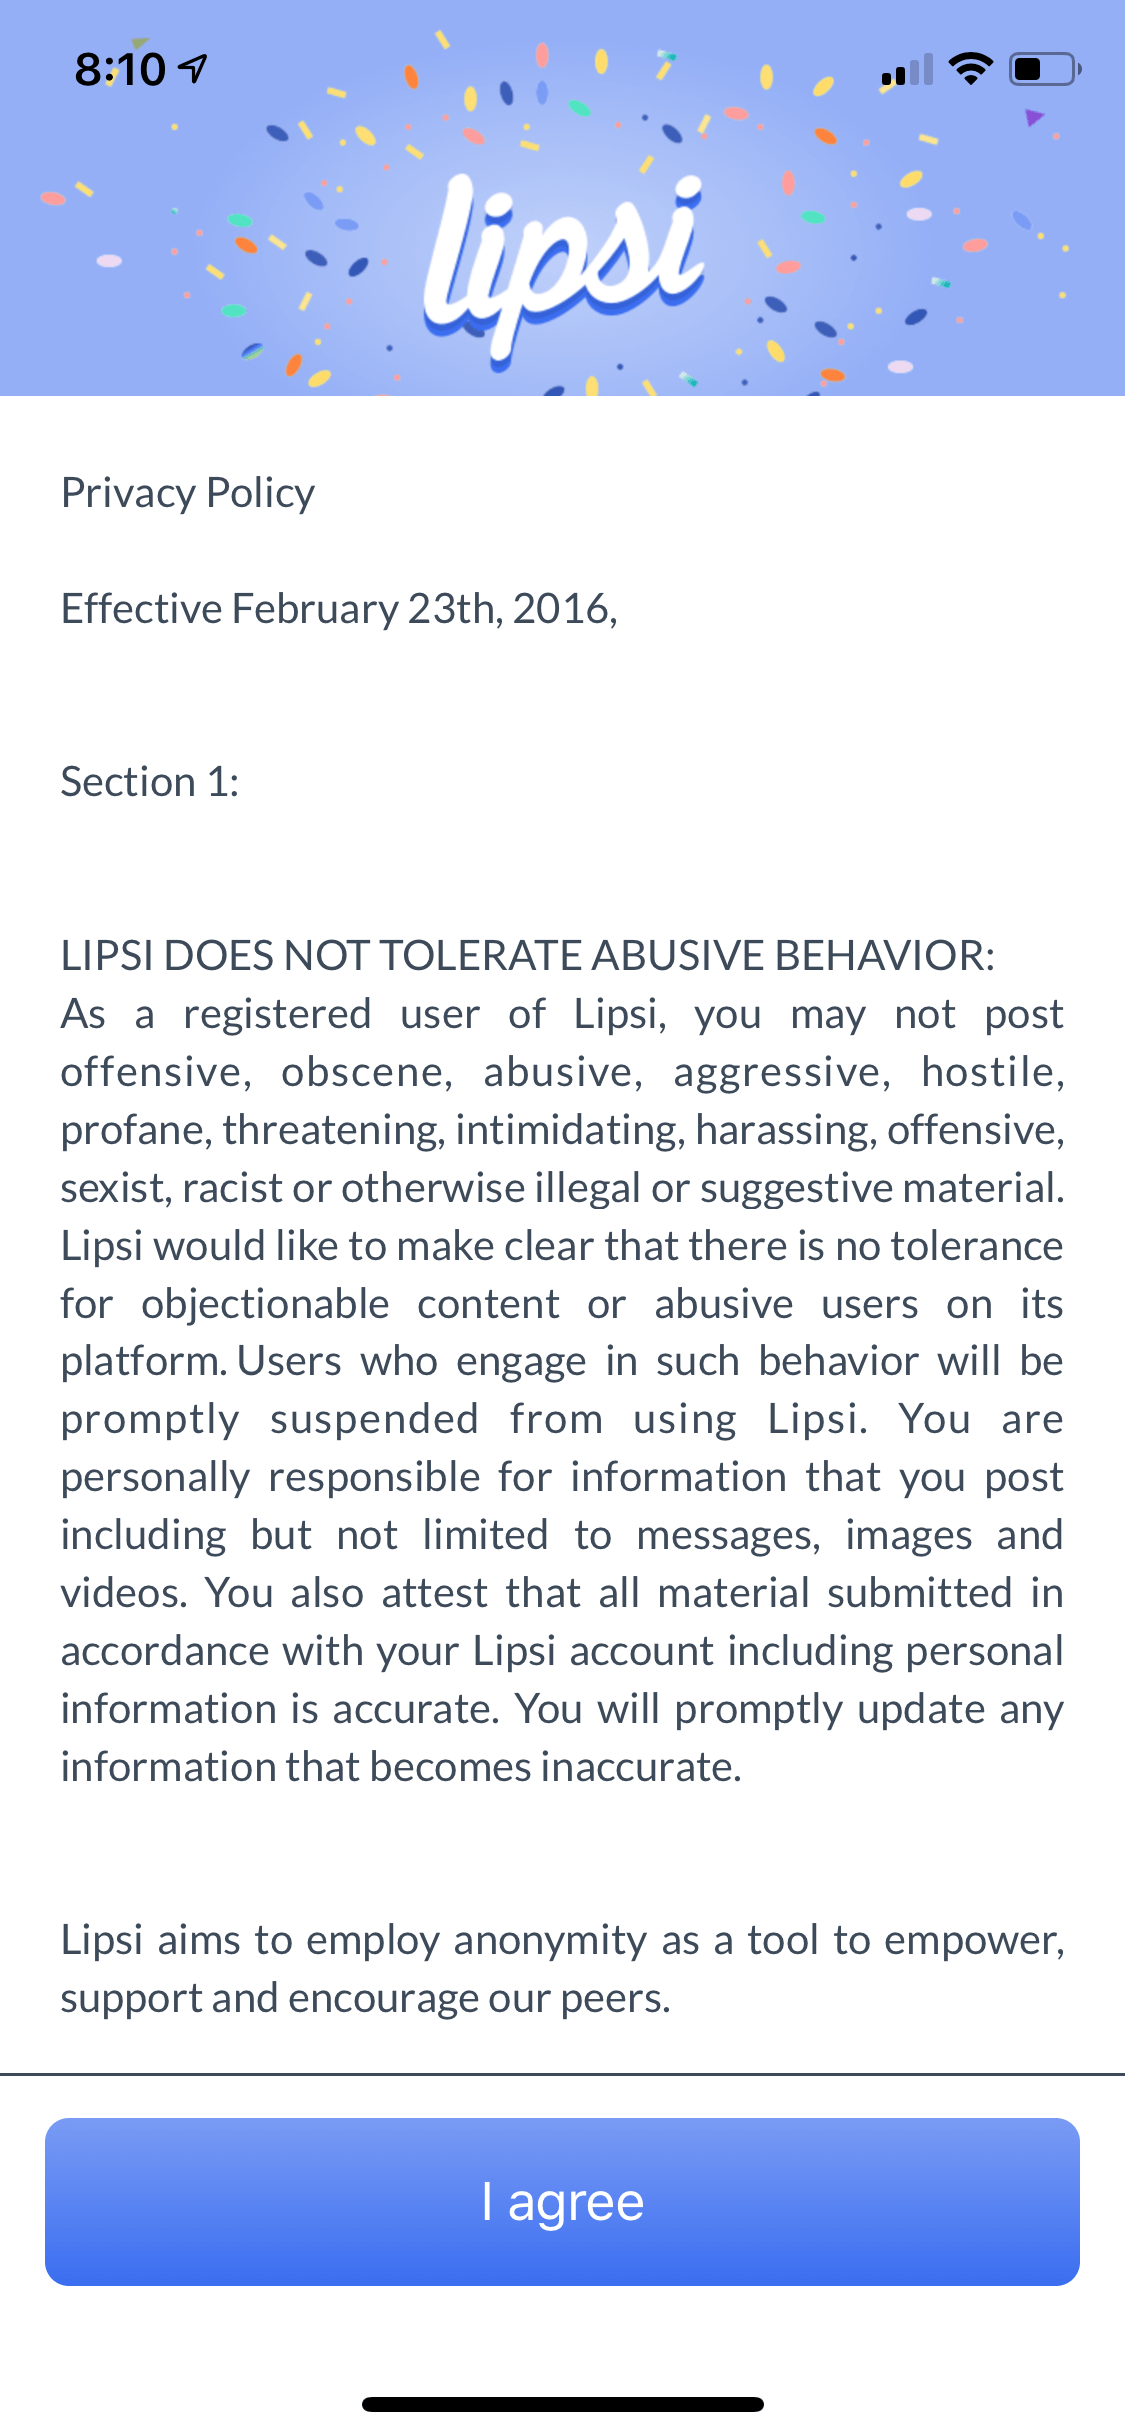 8:10
lipsi
Privacy Policy
Effective February 23th, 2016,
Section 1:
LIPSI DOES NOT TOLERATE ABUSIVE BEHAVIOR:
As a registered user of Lipsi, you may not post
offensive, obscene, abusive, aggressive, hostile,
profane, threatening, intimidating, harassing, offensive,
sexist, racist or otherwise illegal or suggestive material.
Lipsi would like to make clear that there is no tolerance
for objectionable content or abusive users on its
platform. Users who engage in such behavior will be
promptly suspended from using Lipsi. You are
personally responsible for information that you post
including but not limited to messages, images and
videos. You also attest that all material submitted in
accordance with your Lipsi account including personal
information is accurate. You will promptly update any
information that becomes inaccurate.
Lipsi aims to employ anonymity as a tool to empower,
support and encourage our peers.
I agree